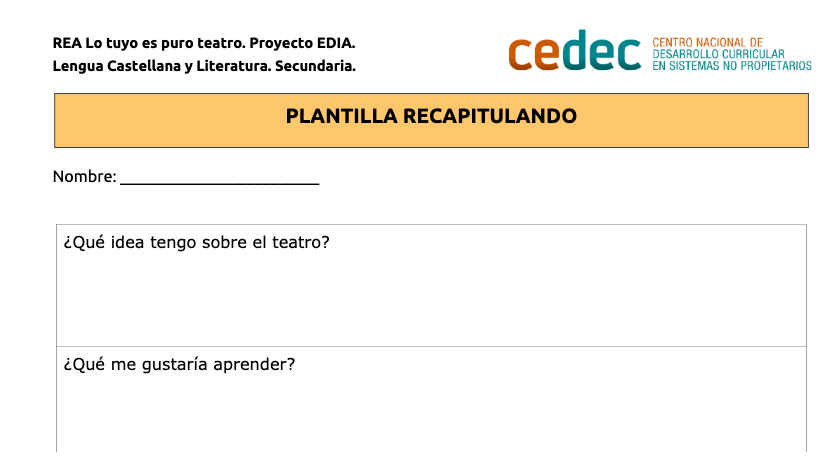 REA Lo tuyo es puro teatro. Proyecto EDIA.
Lengua Castellana y Literatura. Secundaria.
cedec
CENTRO NACIONAL DE
DESARROLLO CURRICULAR
EN SISTEMAS NO PROPIETARIOS
PLANTILLA RECAPITULANDO
Nombre: _________________________
¿Qué idea tengo sobre el teatro?
¿Qué me gustaría aprender?